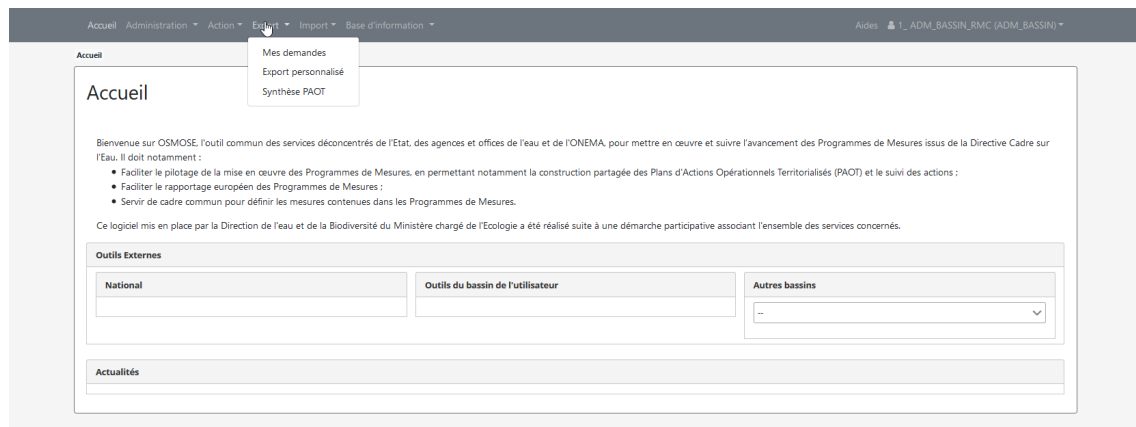 Accueil Administration Action Export Import Base d'information Aides 1_ ADM_BASSIN_RMC (ADM_BASSIN)
Accueil
Mes demandes
Export personnalisé
Synthèse PAOT
Accueil
Bienvenue sur OSMOSE, l'outil commun des services déconcentrés de l'Etat, des agences et offices de l'eau et de l'ONEMA, pour mettre en œuvre et suivre l'avancement des Programmes de Mesures issus de la Directive Cadre sur
l'Eau. Il doit notamment :
• Faciliter le pilotage de la mise en œuvre des Programmes de Mesures, en permettant notamment la construction partagée des Plans d'Actions Opérationnels Territorialisés (PAOT) et le suivi des actions ;
• Faciliter le rapportage européen des Programmes de Mesures ;
• Servir de cadre commun pour définir les mesures contenues dans les Programmes de Mesures.
Ce logiciel mis en place par la Direction de l'eau et de la Biodiversité du Ministère chargé de l'Ecologie a été réalisé suite à une démarche participative associant l'ensemble des services concernés.
Outils Externes
National Outils du bassin de l'utilisateur Autres bassins
--
Actualités